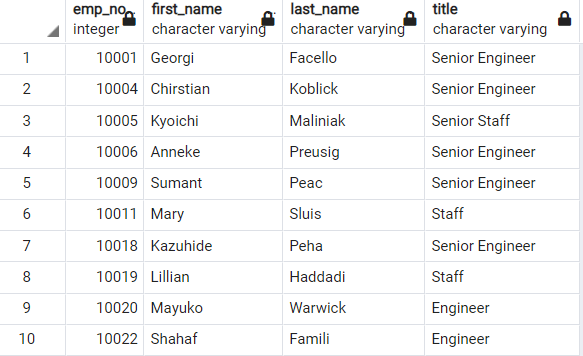 emp_no first_name last_name title
integer character varying character varying character varying
1 10001 Georgi Facello Senior Engineer
2 10004 Chirstian Koblick Senior Engineer
3 10005 Kyoichi Maliniak Senior Staff
4 10006 Anneke Preusig Senior Engineer
5 10009 Sumant Peac Senior Engineer
6 10011 Mary Sluis Staff
7 10018 Kazuhide Peha Senior Engineer
8 10019 Lillian Haddadi Staff
9 10020 Mayuko Warwick Engineer
10 10022 Shahaf Famili Engineer